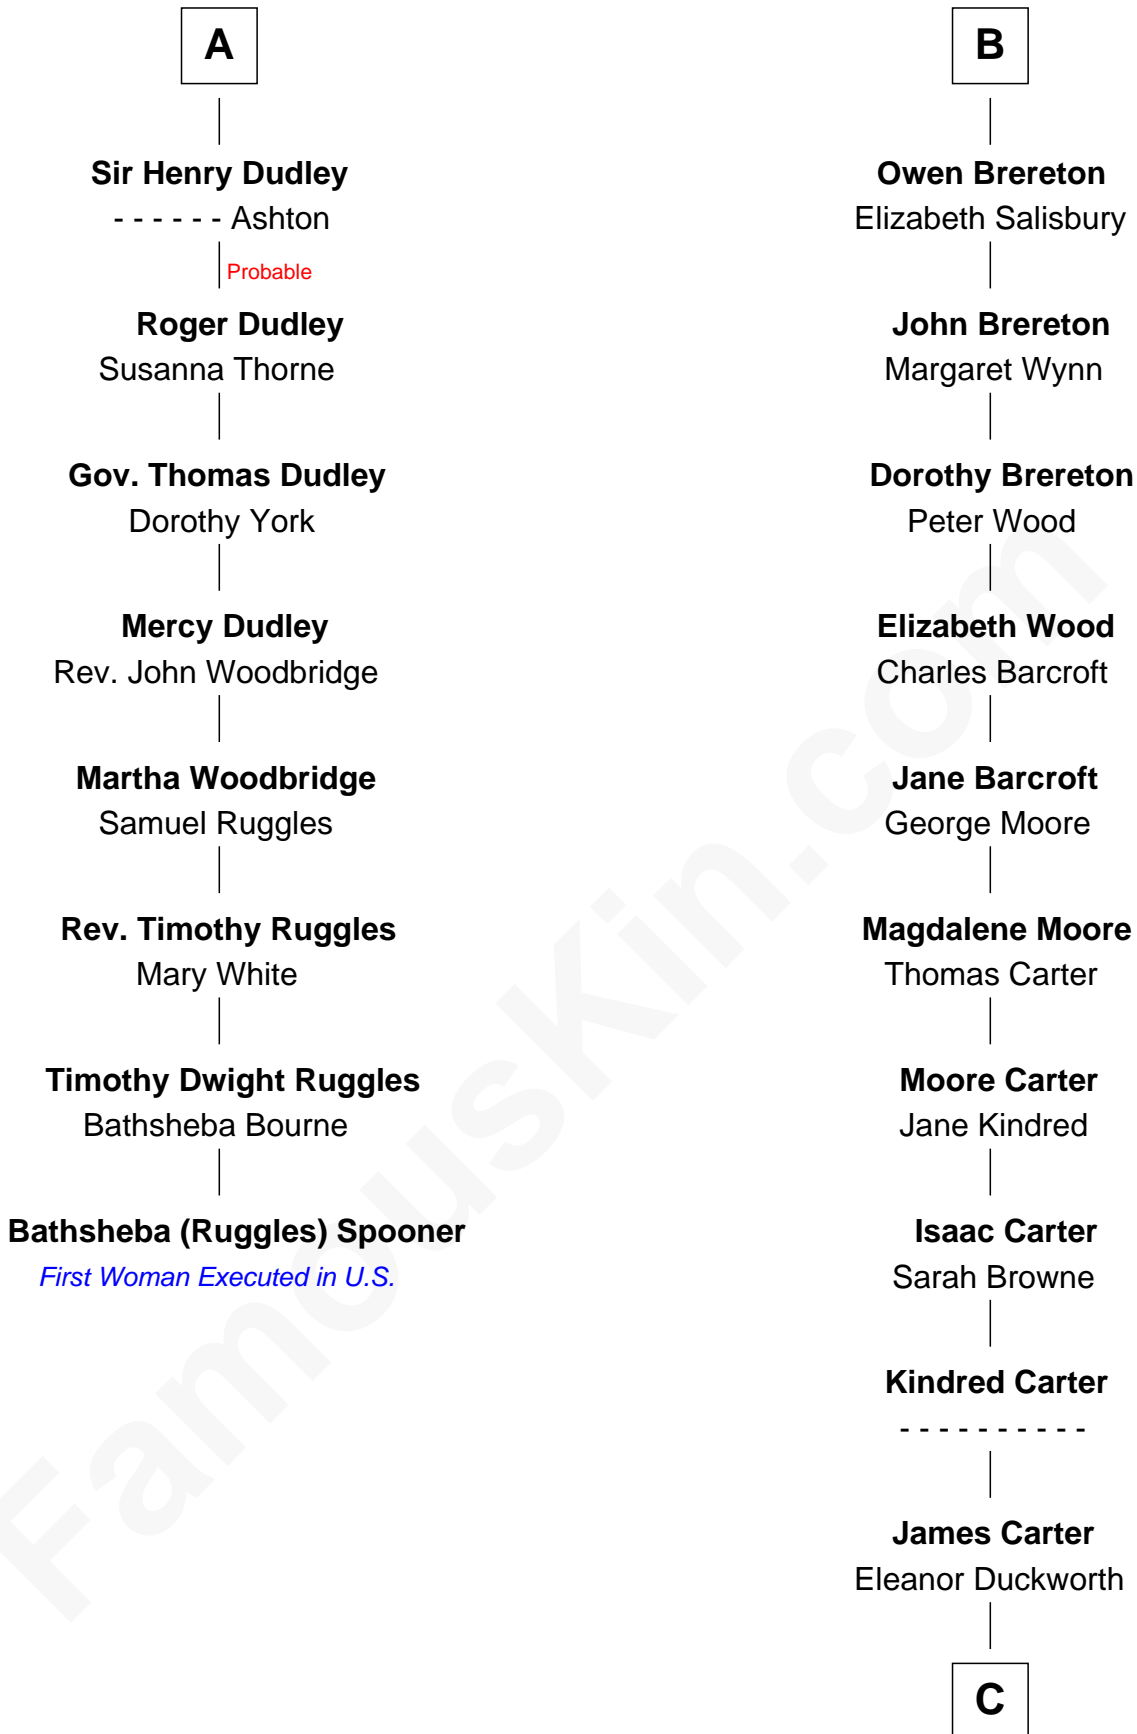 A
Sir Henry Dudley
- - - - - - Ashton
Probable
Roger Dudley
Susanna Thorne
Gov. Thomas Dudley
Dorothy York
Mercy Dudley
Rev. John Woodbridge
Martha Woodbridge
Samuel Ruggles
Rev. Timothy Ruggles
Mary White
Timothy Dwight Ruggles
Bathsheba Bourne
Bathsheba (Ruggles) Spooner
First Woman Executed in U.S.
B
Owen Brereton
Elizabeth Salisbury
John Brereton
Margaret Wynn
Dorothy Brereton
Peter Wood
Elizabeth Wood
Charles Barcroft
Jane Barcroft
George Moore
Magdalene Moore
Thomas Carter
Moore Carter
Jane Kindred
Isaac Carter
Sarah Browne
Kindred Carter
- - - - - - - - - -
James Carter
Eleanor Duckworth
C
FamousKin.com